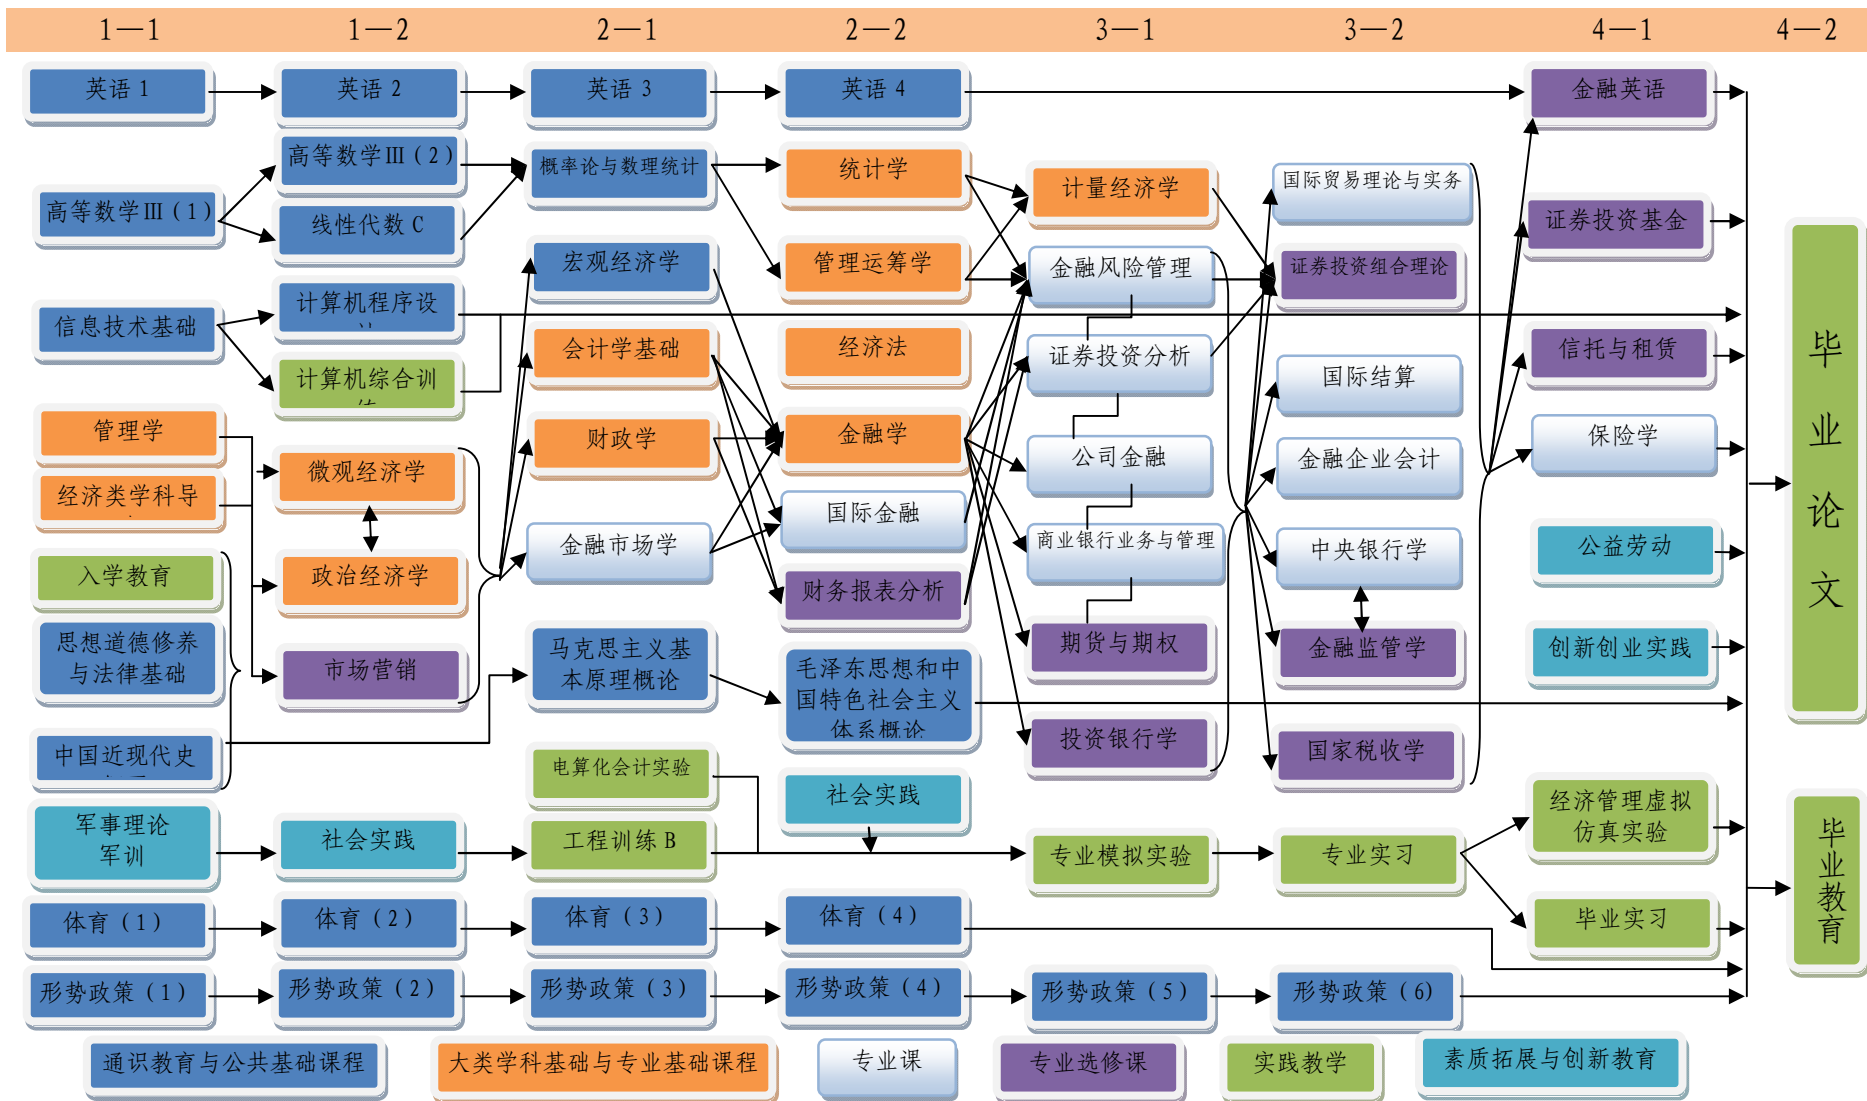 1—1
1—2
2—1
2—2
3—1
3—2
4—1
4—2
英语 1
英语 2
英语 3
英语 4
金融英语
高等数学Ⅲ（1）
高等数学Ⅲ（2）
线性代数 C
概率论与数理统计
统计学
计量经济学
国际贸易理论与实务
证券投资基金
宏观经济学
管理运筹学
金融风险管理
证券投资组合理论
信息技术基础
计算机程序设
计算机综合训
会计学基础
经济法
证券投资分析
国际结算
信托与租赁
管理学
经济类学科导
微观经济学
财政学
金融学
公司金融
金融企业会计
保险学
入学教育
政治经济学
金融市场学
国际金融
商业银行业务与管理
中央银行学
公益劳动
思想道德修养
与法律基础
市场营销
马克思主义基
本原理概论
财务报表分析
毛泽东思想和中
国特色社会主义
体系概论
期货与期权
金融监管学
创新创业实践
中国近现代史
电算化会计实验
社会实践
投资银行学
国家税收学
经济管理虚拟
仿真实验
军事理论
军训
社会实践
工程训练 B
专业模拟实验
专业实习
毕业实习
体育（1）
体育（2）
体育（3）
体育（4）
形势政策（1）
形势政策（2）
形势政策（3）
形势政策（4）
形势政策（5）
形势政策（6）
毕业论文
毕业教育
通识教育与公共基础课程
大类学科基础与专业基础课程
专业课
专业选修课
实践教学
素质拓展与创新教育